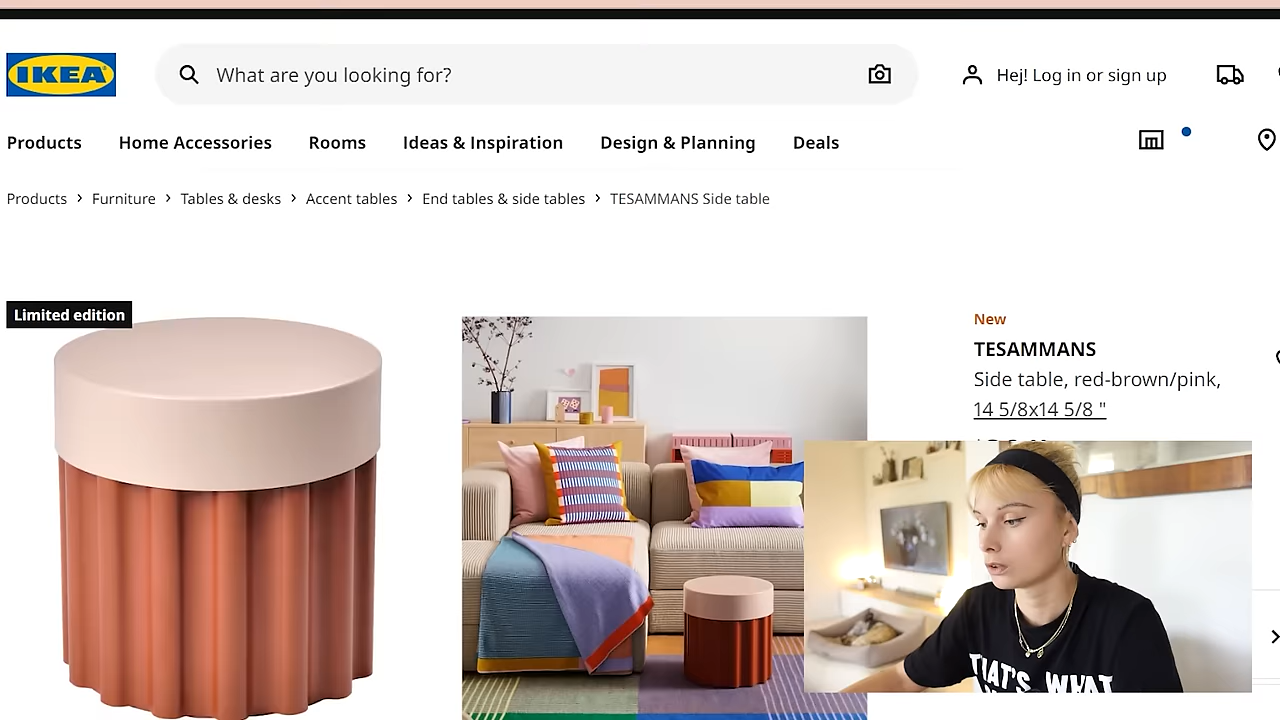 IKEA
What are you looking for?
Hej! Log in or sign up
Products Home Accessories Rooms Ideas & Inspiration Design & Planning Deals
Products > Furniture > Tables & desks > Accent tables > End tables & side tables > TESAMMANS Side table
Limited edition
New
TESAMMANS
Side table, red-brown/pink,
14 5/8x14 5/8 "
THAT'S WHAT